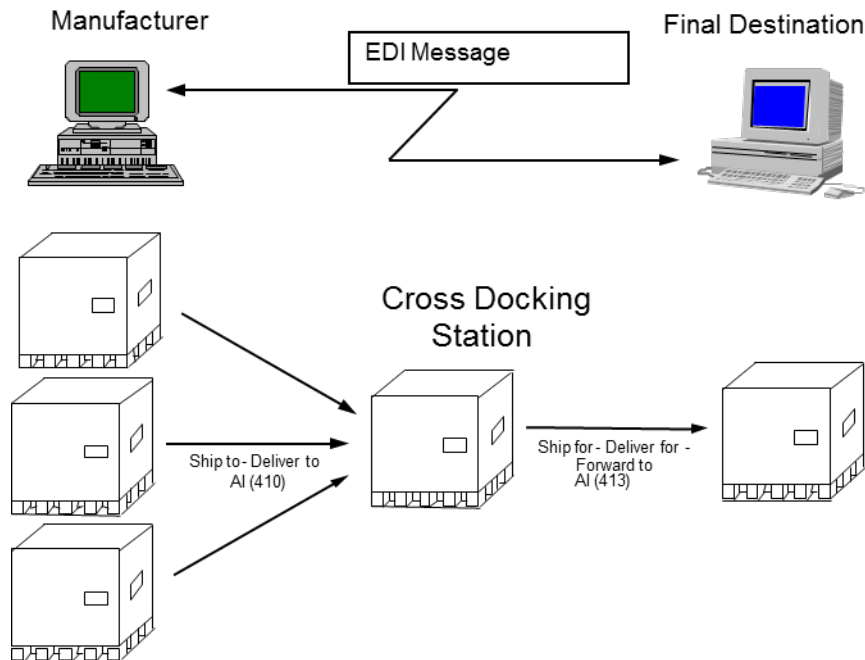 Manufacturer
EDI Message
Final Destination
Cross Docking
Station
Ship to - Deliver to
AI (410)
Ship for - Deliver for -
Forward to
AI (413)